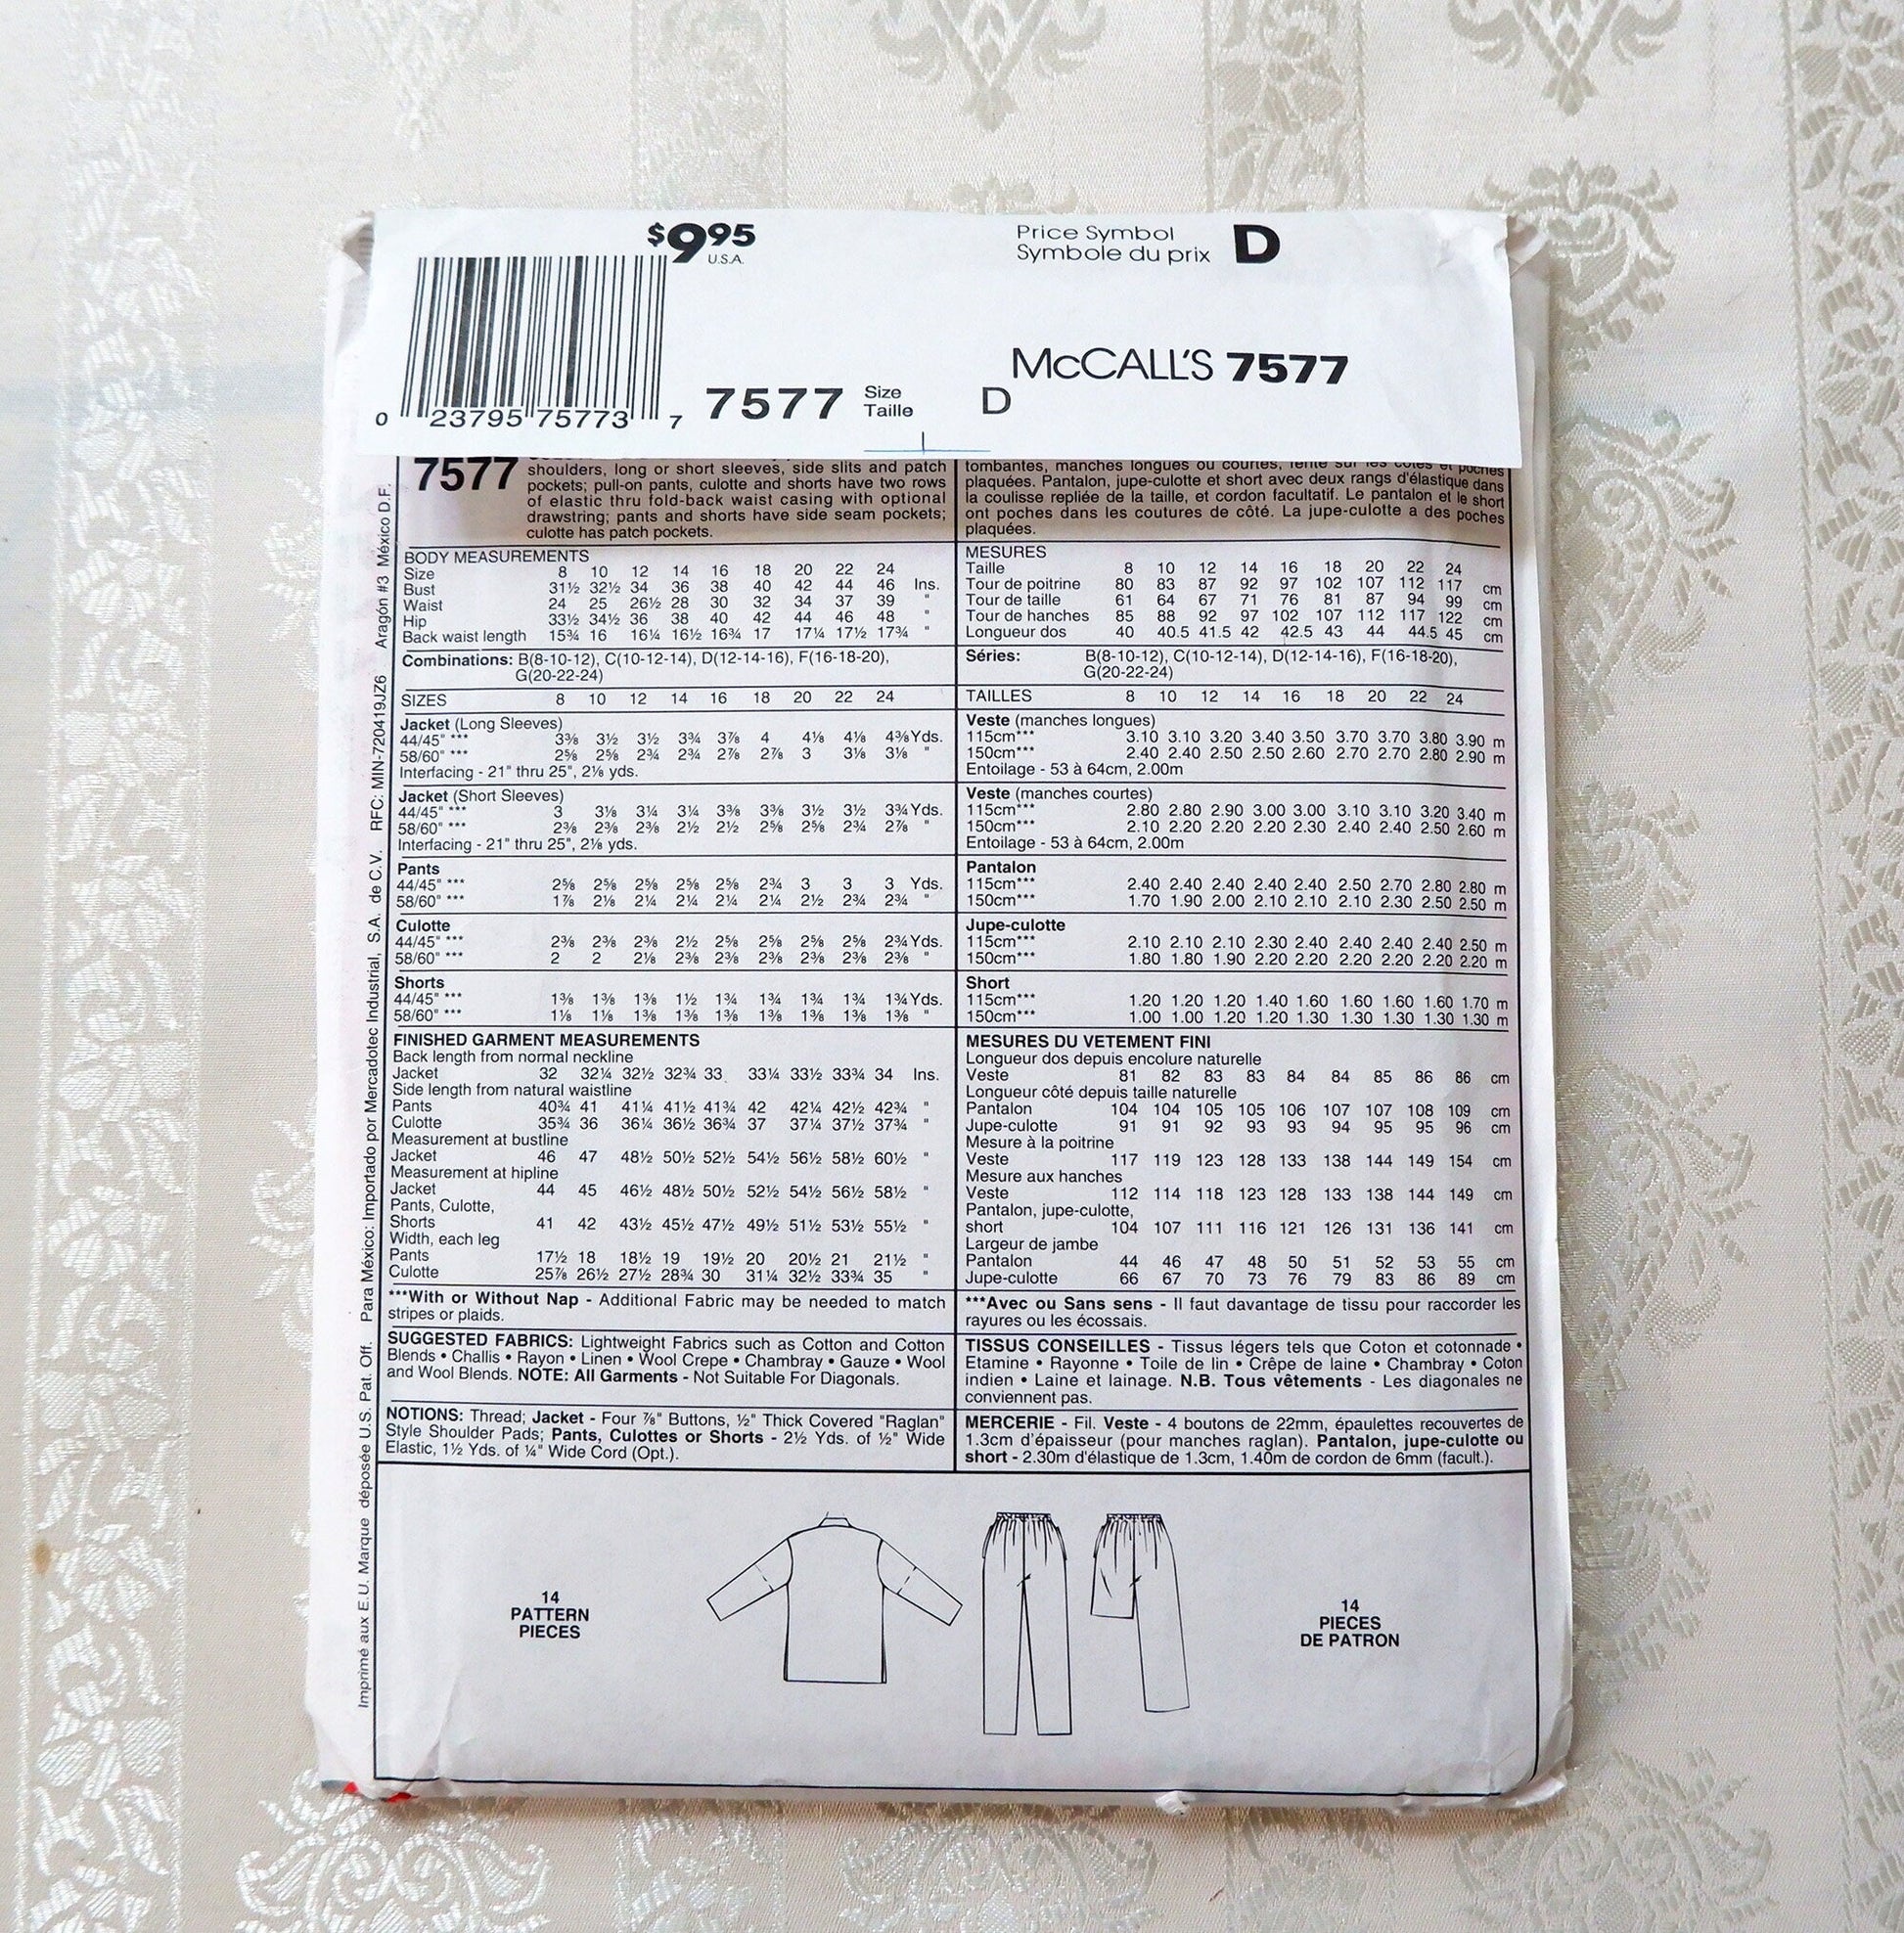 $9.95
U.S.A.
Price Symbol
Symbole du prix D
McCALL'S 7577
0 23795 75773 7
7577 Size
Taille D
7577
shoulders, long or short sleeves, side slits and patch
pockets; pull-on pants, culotte and shorts have two rows
of elastic thru fold-back waist casing with optional
drawstring; pants and shorts have side seam pockets;
culotte has patch pockets.
BODY MEASUREMENTS
Size 8 10 12 14 16 18 20 22 24
Bust 31½ 32½ 34 36 38 40 42 44 46 Ins.
Waist 24 25 26½ 28 30 32 34 37 39 "
Hip 33½ 34½ 36 38 40 42 44 46 48 "
Back waist length 15¾ 16 16¼ 16½ 16¾ 17 17¼ 17½ 17¾ "
Combinations: B(8-10-12), C(10-12-14), D(12-14-16), F(16-18-20),
G(20-22-24)
SIZES 8 10 12 14 16 18 20 22 24
Jacket (Long Sleeves)
44/45" *** 3⅜ 3½ 3½ 3¾ 3⅞ 4 4⅛ 4⅛ 4⅜ Yds.
58/60" *** 2⅝ 2⅝ 2¾ 2¾ 2⅞ 2⅞ 3 3⅛ 3⅛ "
Interfacing - 21" thru 25", 2⅛ yds.
Jacket (Short Sleeves)
44/45" *** 3 3⅛ 3¼ 3¼ 3⅜ 3⅜ 3½ 3½ 3¾ Yds.
58/60" *** 2⅜ 2⅜ 2⅜ 2½ 2½ 2⅝ 2⅝ 2¾ 2⅞ "
Interfacing - 21" thru 25", 2⅛ yds.
Pants
44/45" *** 2⅝ 2⅝ 2⅝ 2⅝ 2⅝ 2¾ 3 3 3 Yds.
58/60" *** 1⅞ 2⅛ 2¼ 2¼ 2¼ 2¼ 2½ 2¾ 2¾ "
Culotte
44/45" *** 2⅜ 2⅜ 2⅜ 2½ 2⅝ 2⅝ 2⅝ 2⅝ 2¾ Yds.
58/60" *** 2 2 2⅛ 2⅜ 2⅜ 2⅜ 2⅜ 2⅜ 2⅜ "
Shorts
44/45" *** 1⅜ 1⅜ 1⅜ 1½ 1¾ 1¾ 1¾ 1¾ 1¾ Yds.
58/60" *** 1⅛ 1⅛ 1⅜ 1⅜ 1⅜ 1⅜ 1⅜ 1⅜ 1⅜ "
FINISHED GARMENT MEASUREMENTS
Back length from normal neckline
Jacket 32 32¼ 32½ 32¾ 33 33¼ 33½ 33¾ 34 Ins.
Side length from natural waistline
Pants 40¾ 41 41¼ 41½ 41¾ 42 42¼ 42½ 42¾ "
Culotte 35¾ 36 36¼ 36½ 36¾ 37 37¼ 37½ 37¾ "
Measurement at bustline
Jacket 46 47 48½ 50½ 52½ 54½ 56½ 58½ 60½ "
Measurement at hipline
Jacket 44 45 46½ 48½ 50½ 52½ 54½ 56½ 58½ "
Pants, Culotte,
Shorts 41 42 43½ 45½ 47½ 49½ 51½ 53½ 55½ "
Width, each leg
Pants 17½ 18 18½ 19 19½ 20 20½ 21 21½ "
Culotte 25⅞ 26½ 27½ 28¾ 30 31¼ 32½ 33¾ 35 "
***With or Without Nap - Additional Fabric may be needed to match
stripes or plaids.
SUGGESTED FABRICS: Lightweight Fabrics such as Cotton and Cotton
Blends • Challis • Rayon • Linen • Wool Crepe • Chambray • Gauze • Wool
and Wool Blends. NOTE: All Garments - Not Suitable For Diagonals.
NOTIONS: Thread; Jacket - Four ⅞" Buttons, ½" Thick Covered "Raglan"
Style Shoulder Pads; Pants, Culottes or Shorts - 2½ Yds. of ½" Wide
Elastic, 1½ Yds. of ¼" Wide Cord (Opt.).
tombantes, manches longues ou courtes, fente sur les côtés et poches
plaquées. Pantalon, jupe-culotte et short avec deux rangs d'élastique dans
la coulisse repliée de la taille, et cordon facultatif. Le pantalon et le short
ont poches dans les coutures de côté. La jupe-culotte a des poches
plaquées.
MESURES
Taille 8 10 12 14 16 18 20 22 24
Tour de poitrine 80 83 87 92 97 102 107 112 117 cm
Tour de taille 61 64 67 71 76 81 87 94 99 cm
Tour de hanches 85 88 92 97 102 107 112 117 122 cm
Longueur dos 40 40.5 41.5 42 42.5 43 44 44.5 45 cm
Séries: B(8-10-12), C(10-12-14), D(12-14-16), F(16-18-20),
G(20-22-24)
TAILLES 8 10 12 14 16 18 20 22 24
Veste (manches longues)
115cm*** 3.10 3.10 3.20 3.40 3.50 3.70 3.70 3.80 3.90 m
150cm*** 2.40 2.40 2.50 2.50 2.60 2.70 2.70 2.80 2.90 m
Entoilage - 53 à 64cm, 2.00m
Veste (manches courtes)
115cm*** 2.80 2.80 2.90 3.00 3.00 3.10 3.10 3.20 3.40 m
150cm*** 2.10 2.20 2.20 2.20 2.30 2.40 2.40 2.50 2.60 m
Entoilage - 53 à 64cm, 2.00m
Pantalon
115cm*** 2.40 2.40 2.40 2.40 2.40 2.50 2.70 2.80 2.80 m
150cm*** 1.70 1.90 2.00 2.10 2.10 2.10 2.30 2.50 2.50 m
Jupe-culotte
115cm*** 2.10 2.10 2.10 2.30 2.40 2.40 2.40 2.40 2.50 m
150cm*** 1.80 1.80 1.90 2.20 2.20 2.20 2.20 2.20 2.20 m
Short
115cm*** 1.20 1.20 1.20 1.40 1.60 1.60 1.60 1.60 1.70 m
150cm*** 1.00 1.00 1.20 1.20 1.30 1.30 1.30 1.30 1.30 m
MESURES DU VETEMENT FINI
Longueur dos depuis encolure naturelle
Veste 81 82 83 83 84 84 85 86 86 cm
Longueur côté depuis taille naturelle
Pantalon 104 104 105 105 106 107 107 108 109 cm
Jupe-culotte 91 91 92 93 93 94 95 95 96 cm
Mesure à la poitrine
Veste 117 119 123 128 133 138 144 149 154 cm
Mesure aux hanches
Veste 112 114 118 123 128 133 138 144 149 cm
Pantalon, jupe-culotte,
short 104 107 111 116 121 126 131 136 141 cm
Largeur de jambe
Pantalon 44 46 47 48 50 51 52 53 55 cm
Jupe-culotte 66 67 70 73 76 79 83 86 89 cm
***Avec ou Sans sens - Il faut davantage de tissu pour raccorder les
rayures ou les écossais.
TISSUS CONSEILLES - Tissus légers tels que Coton et cotonnade •
Etamine • Rayonne • Toile de lin • Crêpe de laine • Chambray • Coton
indien • Laine et lainage. N.B. Tous vêtements - Les diagonales ne
conviennent pas.
MERCERIE - Fil. Veste - 4 boutons de 22mm, épaulettes recouvertes de
1.3cm d'épaisseur (pour manches raglan). Pantalon, jupe-culotte ou
short - 2.30m d'élastique de 1.3cm, 1.40m de cordon de 6mm (facult.).
14
PATTERN
PIECES
14
PIECES
DE PATRON
Imprimé aux E.U. Marque déposée U.S. Pat. Off. Para México: Importado por Mercadotec Industrial, S.A. de C.V. RFC: MIN-720419JZ6 Aragón #3 México D.F.